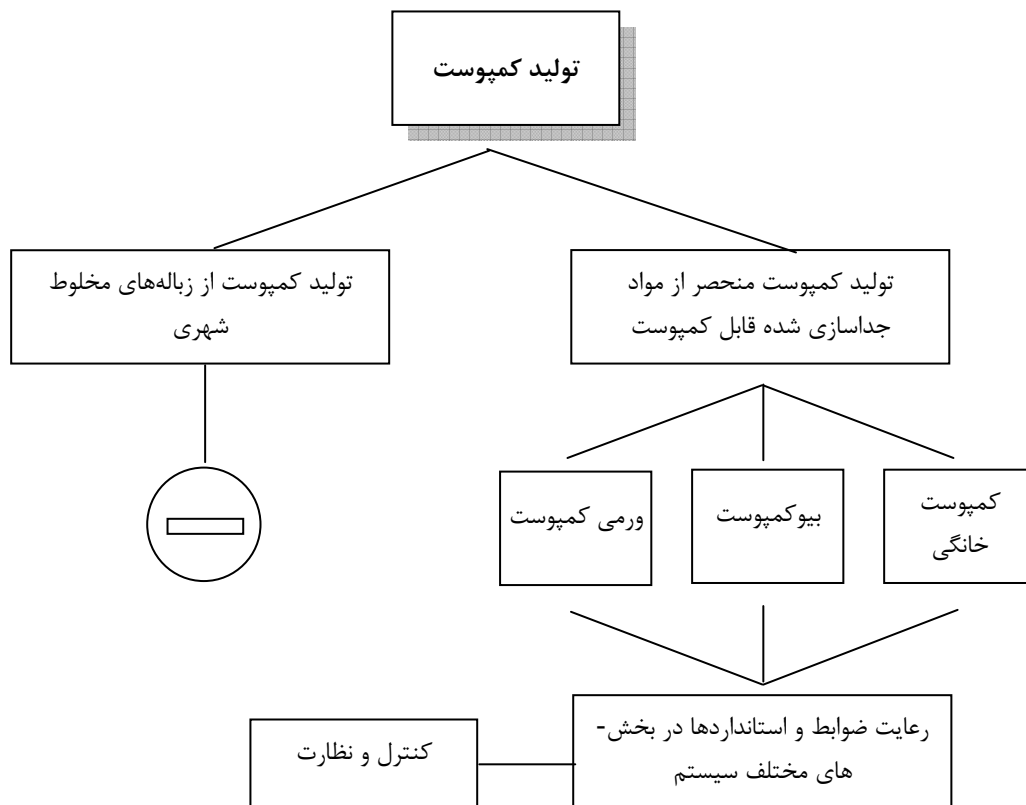 تولید کمپوست
تولید کمپوست منحصر از مواد
جداسازی شده قابل کمپوست
تولید کمپوست از زباله‌های مخلوط
شهری
کمپوست
خانگی
بیوکمپوست
ورمی کمپوست
رعایت ضوابط و استانداردها در بخش-
های مختلف سیستم
کنترل و نظارت